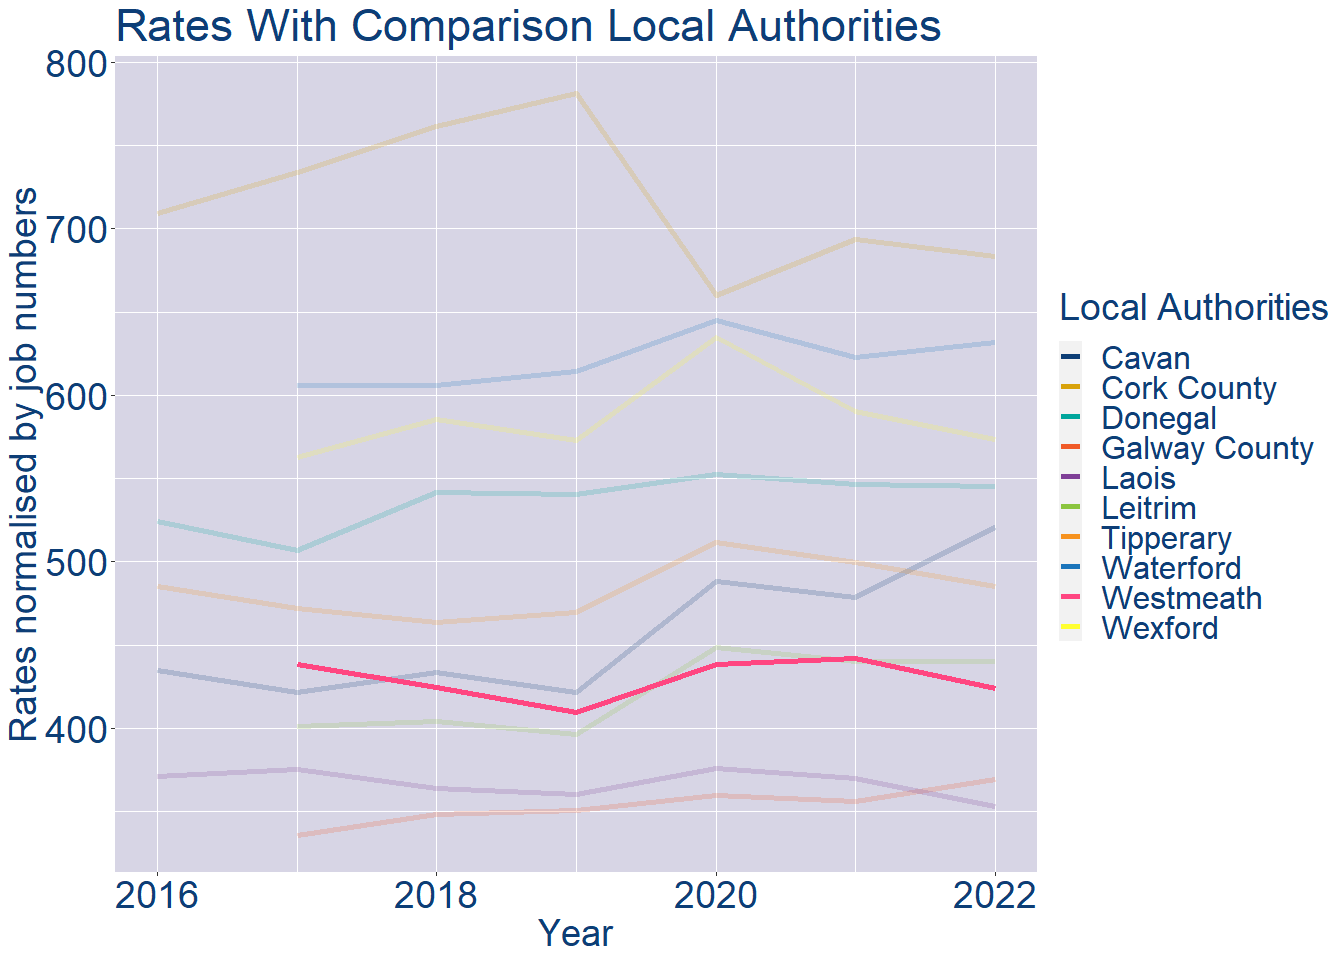 Rates With Comparison Local Authorities
Rates normalised by job numbers
800
700
600
500
400
2016 2018 2020 2022
Year
Local Authorities
Cavan
Cork County
Donegal
Galway County
Laois
Leitrim
Tipperary
Waterford
Westmeath
Wexford